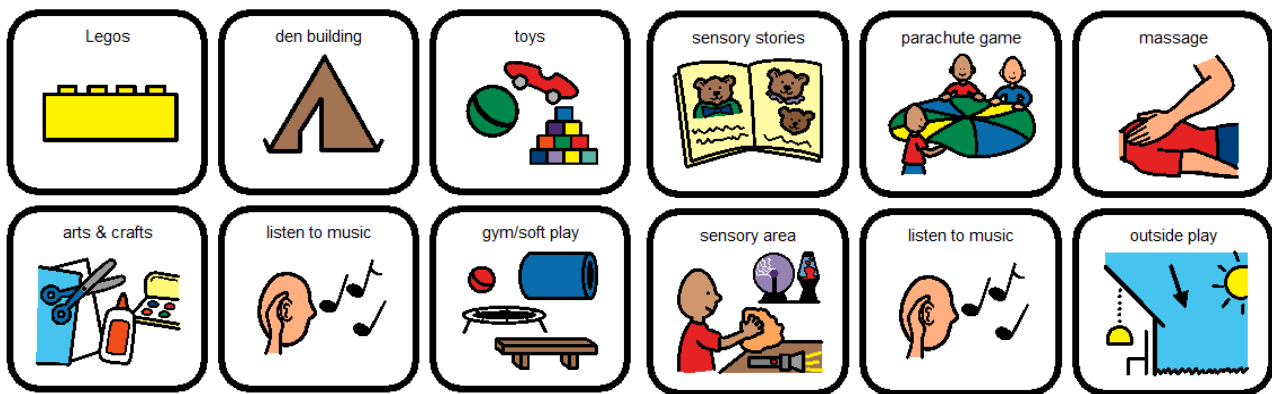 Legos
den building
toys
sensory stories
parachute game
massage
arts & crafts
listen to music
gym/soft play
sensory area
listen to music
outside play